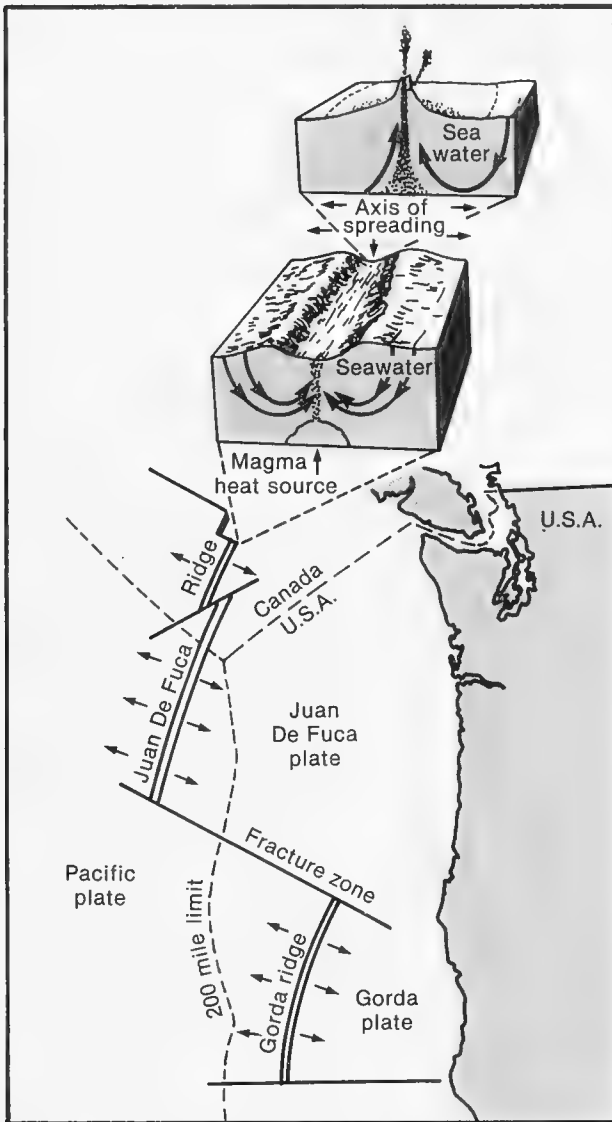 Sea
water
Axis of
spreading
Seawater
Magma
heat source
U.S.A.
Ridge
Canada
U.S.A.
Juan De Fuca
Juan
De Fuca
plate
Fracture zone
Pacific
plate
200 mile limit
Gorda ridge
Gorda
plate